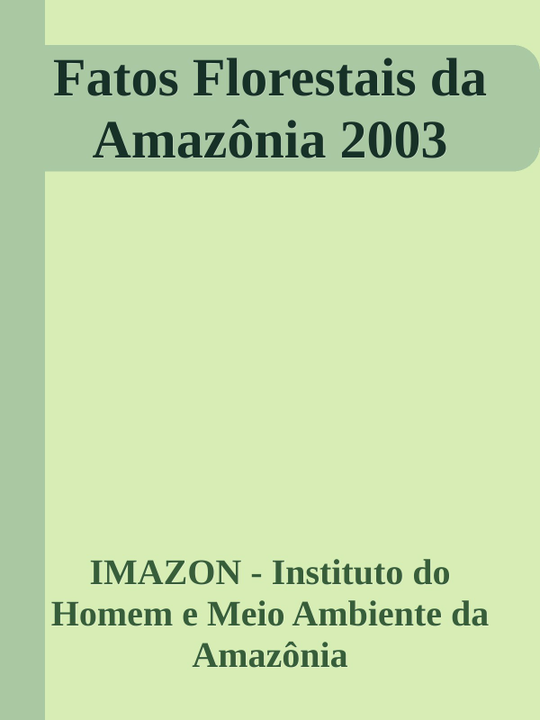 Fatos Florestais da
Amazônia 2003
IMAZON - Instituto do
Homem e Meio Ambiente da
Amazônia